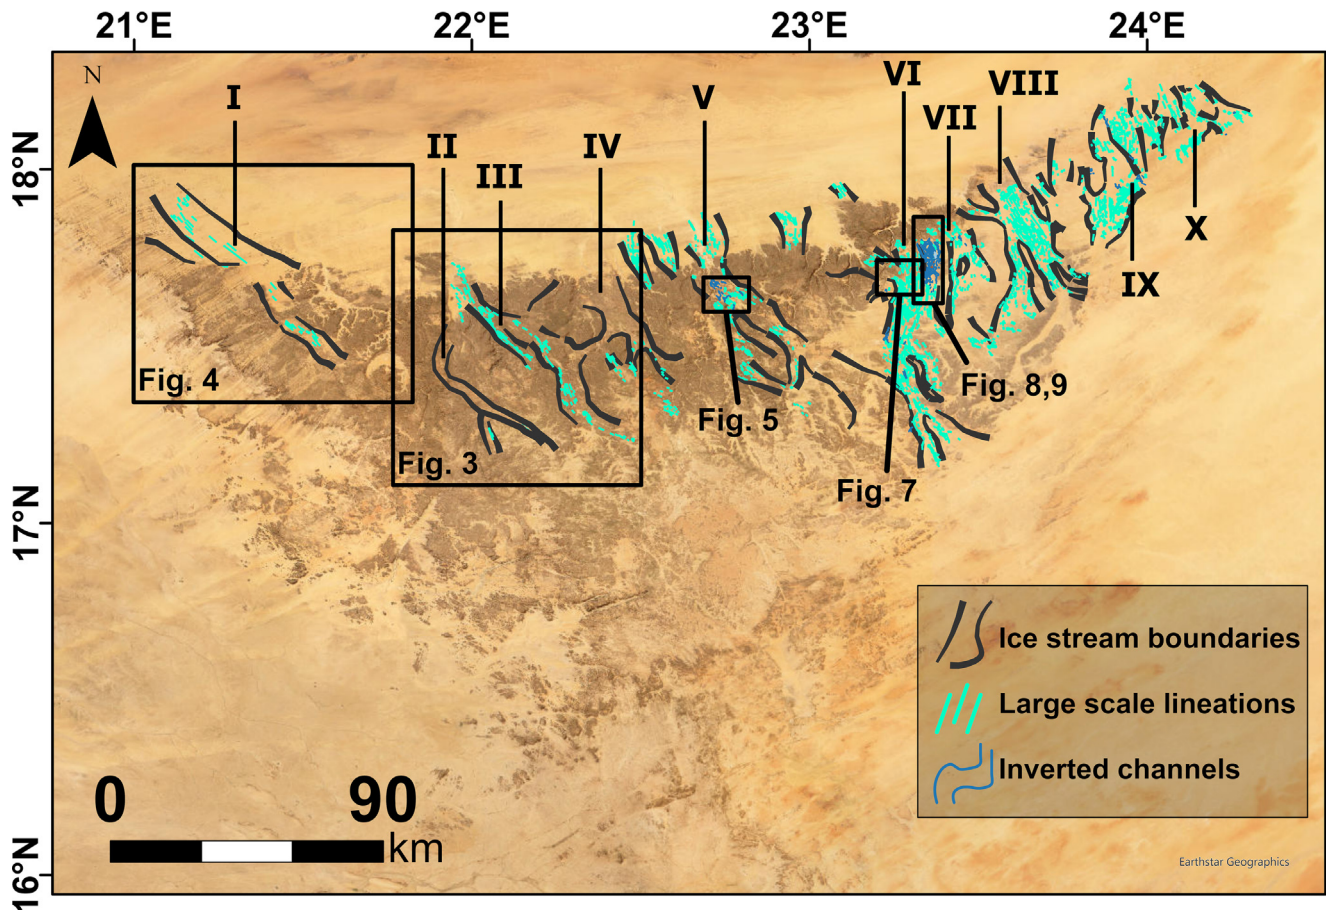 21°E 22°E 23°E 24°E
N
I
II
III
IV
V
VI
VII
VIII
IX
X
18°N
17°N
16°N
Fig. 4
Fig. 3
Fig. 5
Fig. 7
Fig. 8,9
Ice stream boundaries
Large scale lineations
Inverted channels
0 90
km
Earthstar Geographics